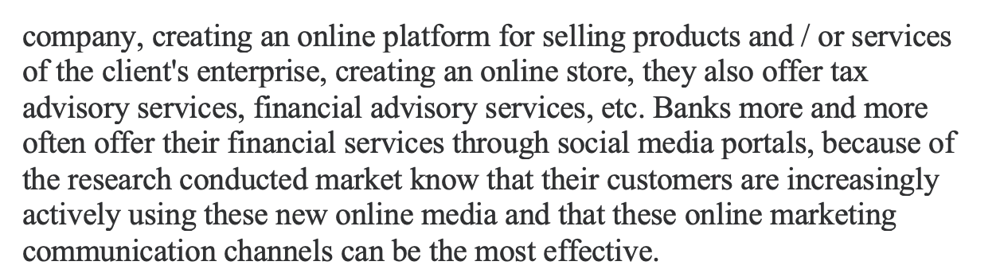 company, creating an online platform for selling products and / or services
of the client's enterprise, creating an online store, they also offer tax
advisory services, financial advisory services, etc. Banks more and more
often offer their financial services through social media portals, because of
the research conducted market know that their customers are increasingly
actively using these new online media and that these online marketing
communication channels can be the most effective.